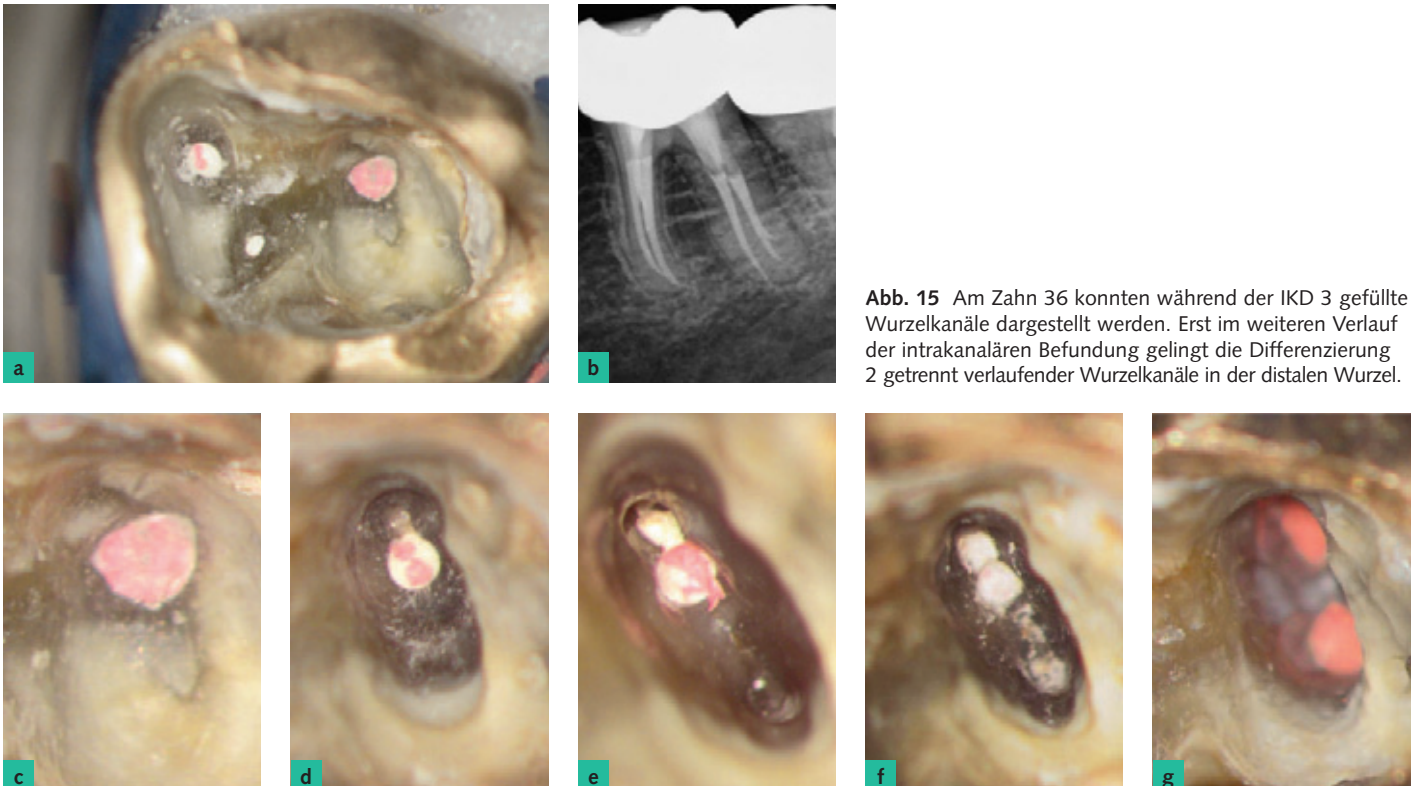 a
b
Abb. 15 Am Zahn 36 konnten während der IKD 3 gefüllte
Wurzelkanäle dargestellt werden. Erst im weiteren Verlauf
der intrakanalären Befundung gelingt die Differenzierung
2 getrennt verlaufender Wurzelkanäle in der distalen Wurzel.
c
d
e
f
g